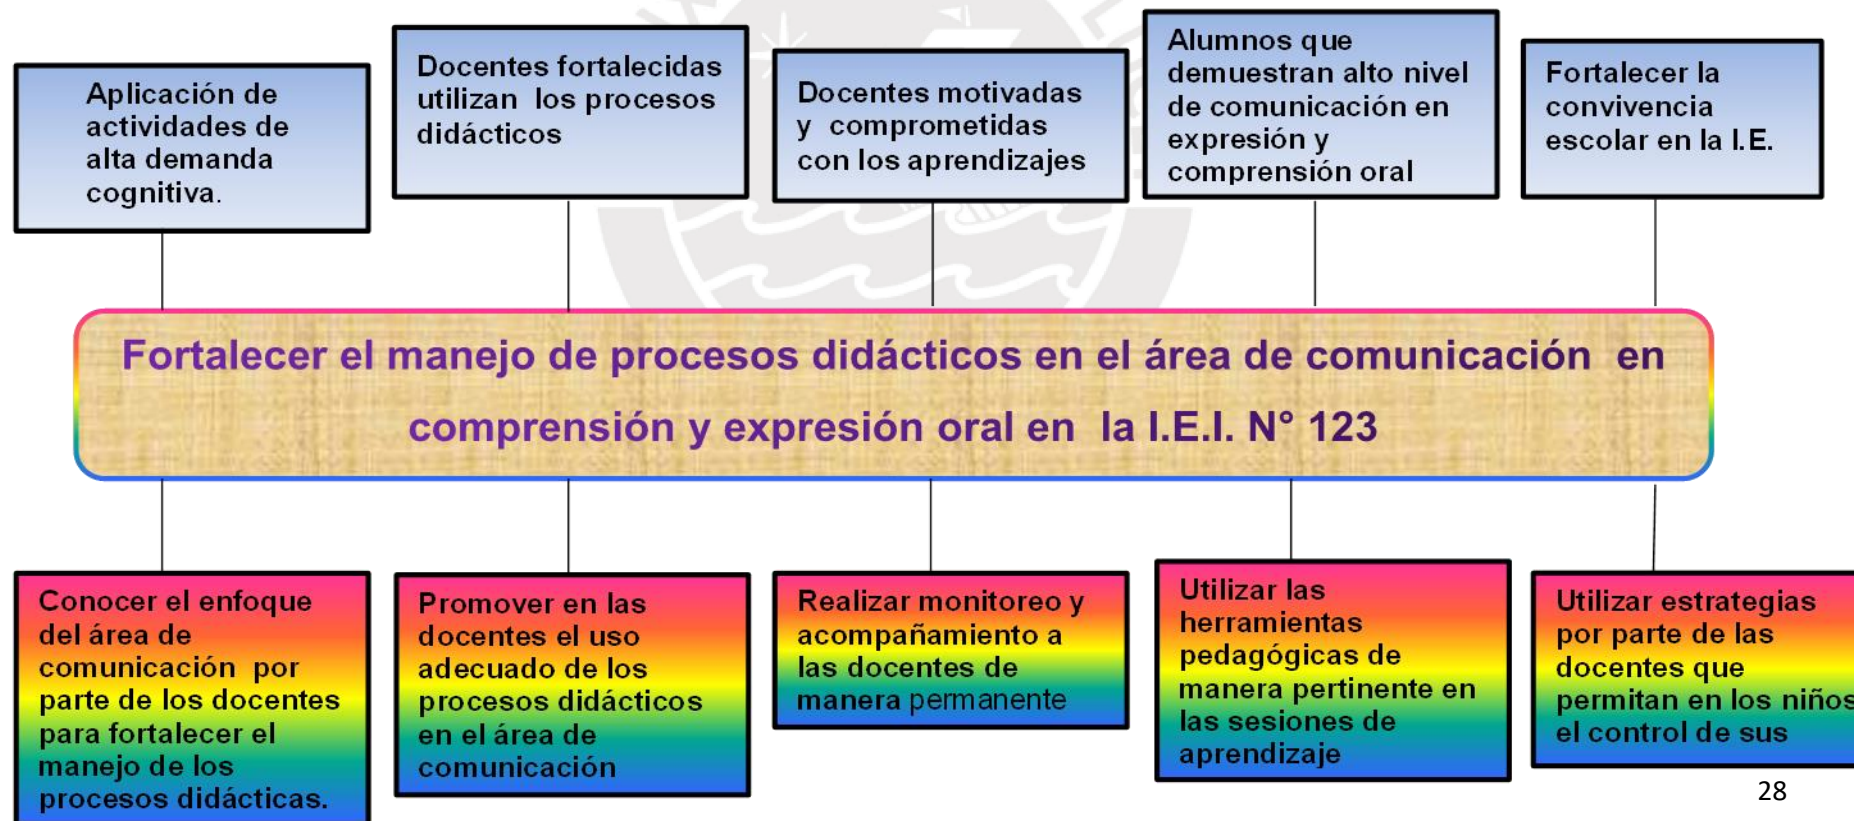 Aplicación de
actividades de
alta demanda
cognitiva.
Docentes fortalecidas
utilizan los procesos
didácticos
Docentes motivadas
y comprometidas
con los aprendizajes
Alumnos que
demuestran alto nivel
de comunicación en
expresión y
comprensión oral
Fortalecer la
convivencia
escolar en la I.E.
Fortalecer el manejo de procesos didácticos en el área de comunicación en
comprensión y expresión oral en la I.E.I. N° 123
Conocer el enfoque
del área de
comunicación por
parte de los docentes
para fortalecer el
manejo de los
procesos didácticas.
Promover en las
docentes el uso
adecuado de los
procesos didácticos
en el área de
comunicación
Realizar monitoreo y
acompañamiento a
las docentes de
manera permanente
Utilizar las
herramientas
pedagógicas de
manera pertinente en
las sesiones de
aprendizaje
Utilizar estrategias
por parte de las
docentes que
permitan en los niños
el control de sus
28